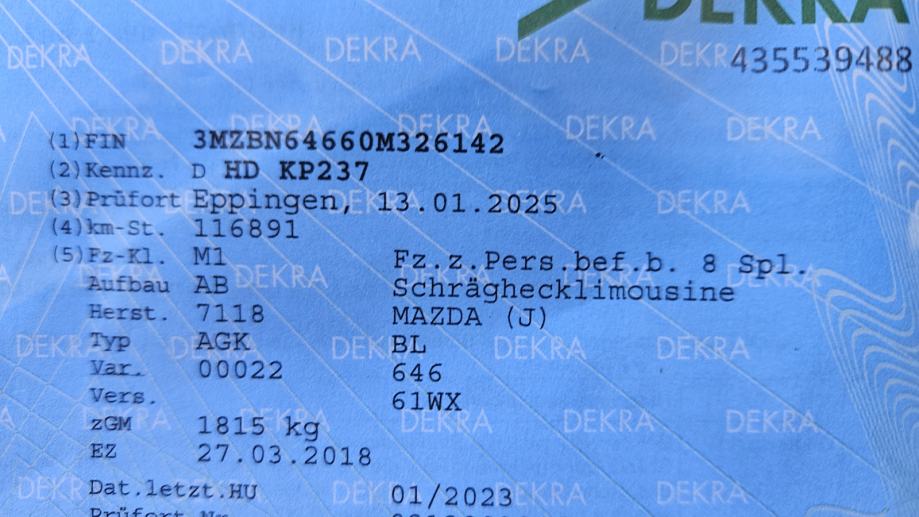 DEKRA
435539488
(1) FIN 3MZBN64660M326142
(2) Kennz. D HD KP237
(3) Prüfort Eppingen, 13.01.2025
(4) km-St. 116891
(5) Fz-Kl. M1 Fz.z.Pers.bef.b. 8 Spl.
Aufbau AB Schräghecklimousine
Herst. 7118 MAZDA (J)
Typ AGK BL
Var. 00022 646
Vers. 61WX
zGM 1815 kg
EZ 27.03.2018
Dat.letzt.HU 01/2023